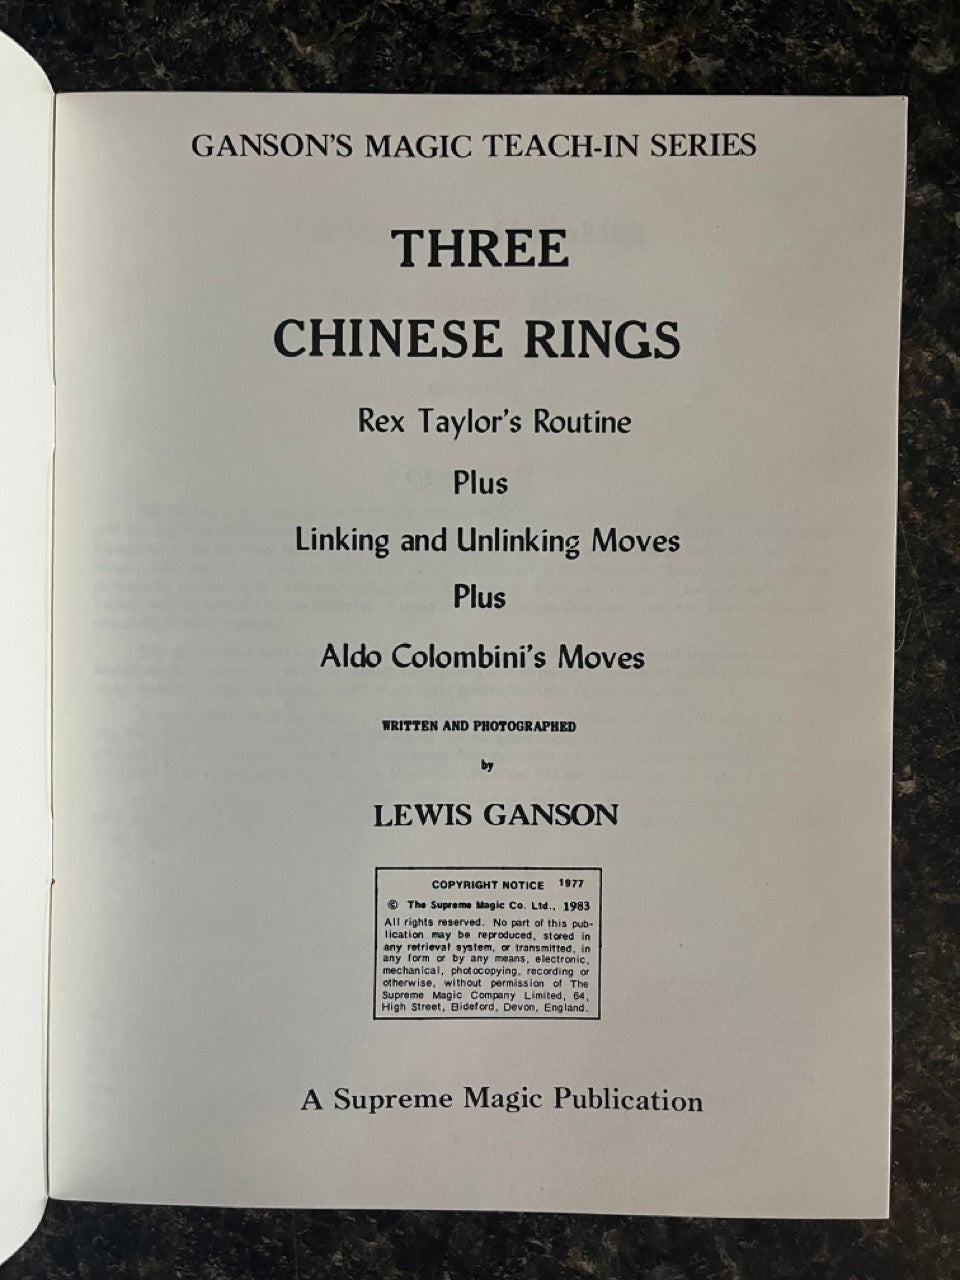 GANSON'S MAGIC TEACH-IN SERIES
THREE
CHINESE RINGS
Rex Taylor's Routine
Plus
Linking and Unlinking Moves
Plus
Aldo Colombini's Moves
WRITTEN AND PHOTOGRAPHED
by
LEWIS GANSON
COPYRIGHT NOTICE 1977
© The Supreme Magic Co. Ltd., 1983
All rights reserved. No part of this pub-
lication may be reproduced, stored in
any retrieval system, or transmitted, in
any form or by any means, electronic,
mechanical, photocopying, recording or
otherwise, without permission of The
Supreme Magic Company Limited, 64,
High Street, Bideford, Devon, England.
A Supreme Magic Publication